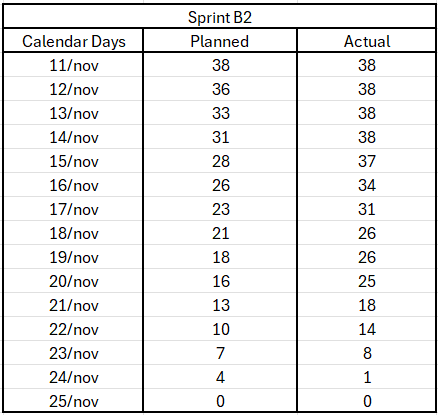 Sprint B2
Calendar Days Planned Actual
11/nov 38 38
12/nov 36 38
13/nov 33 38
14/nov 31 38
15/nov 28 37
16/nov 26 34
17/nov 23 31
18/nov 21 26
19/nov 18 26
20/nov 16 25
21/nov 13 18
22/nov 10 14
23/nov 7 8
24/nov 4 1
25/nov 0 0